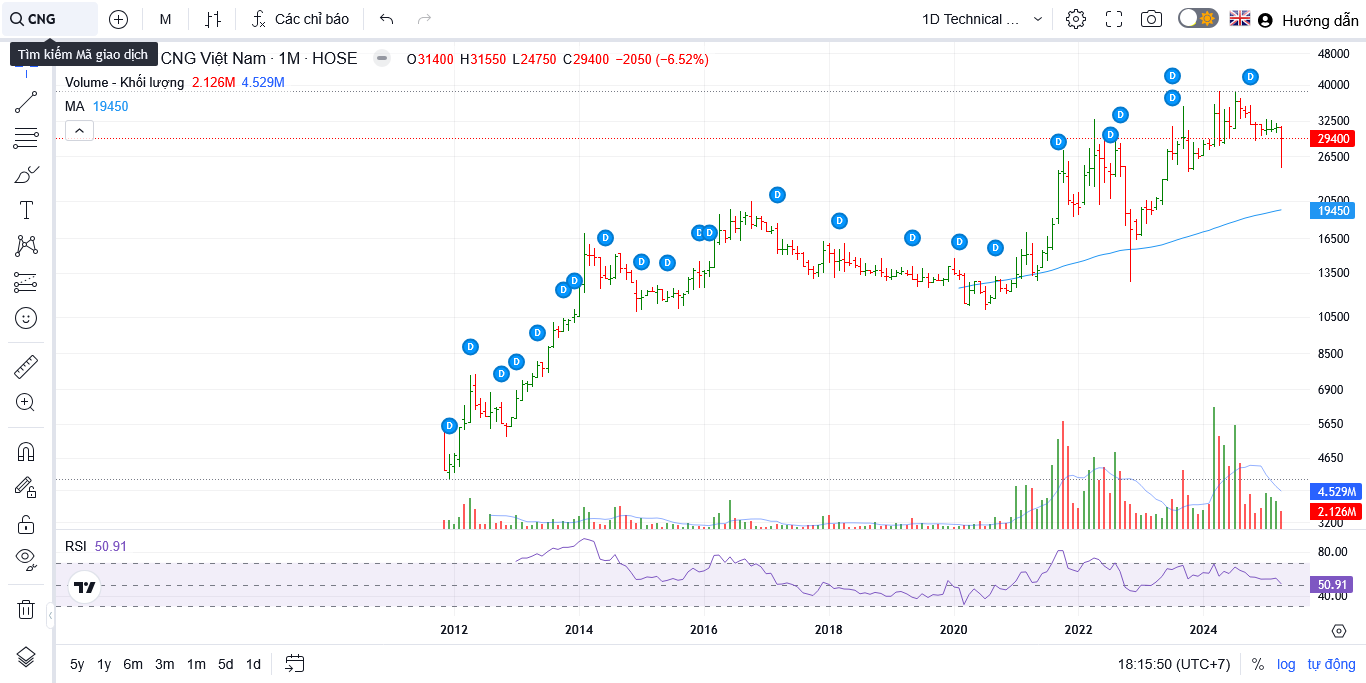 CNG M Các chỉ báo 1D Technical ... Hướng dẫn
Tìm kiếm Mã giao dịch CNG Việt Nam · 1M · HOSE O31400 H31550 L24750 C29400 −2050 (−6.52%)
Volume - Khối lượng 2.126M 4.529M
MA 19450
D D D D D D D D D D D D D D D D D D D D D D D D
48000
40000
32500
29400
26500
20500
19450
16500
13500
10500
8500
6900
5650
4650
4.529M
2.126M
3200
RSI 50.91
80.00
50.91
40.00
2012 2014 2016 2018 2020 2022 2024
5y 1y 6m 3m 1m 5d 1d 18:15:50 (UTC+7) % log tự động